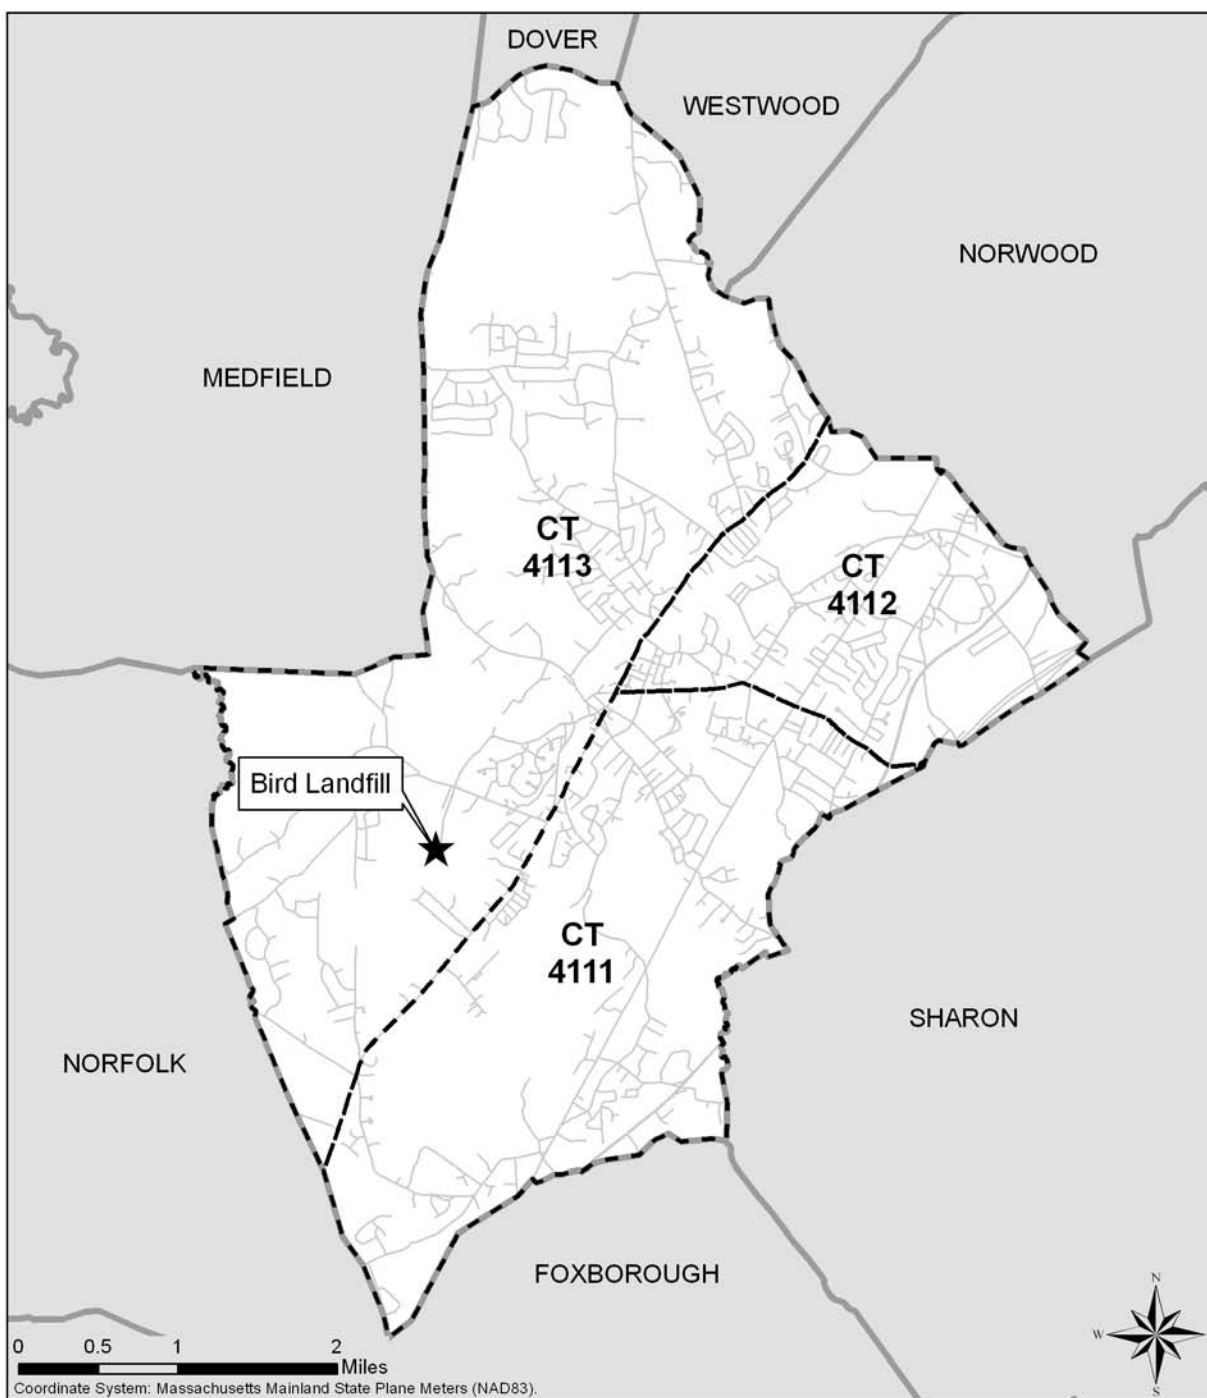 DOVER
WESTWOOD
NORWOOD
MEDFIELD
CT
4113
CT
4112
Bird Landfill
CT
4111
SHARON
NORFOLK
FOXBOROUGH
N
W
E
S
S
0 0.5 1 2
Miles
Coordinate System: Massachusetts Mainland State Plane Meters (NAD83).